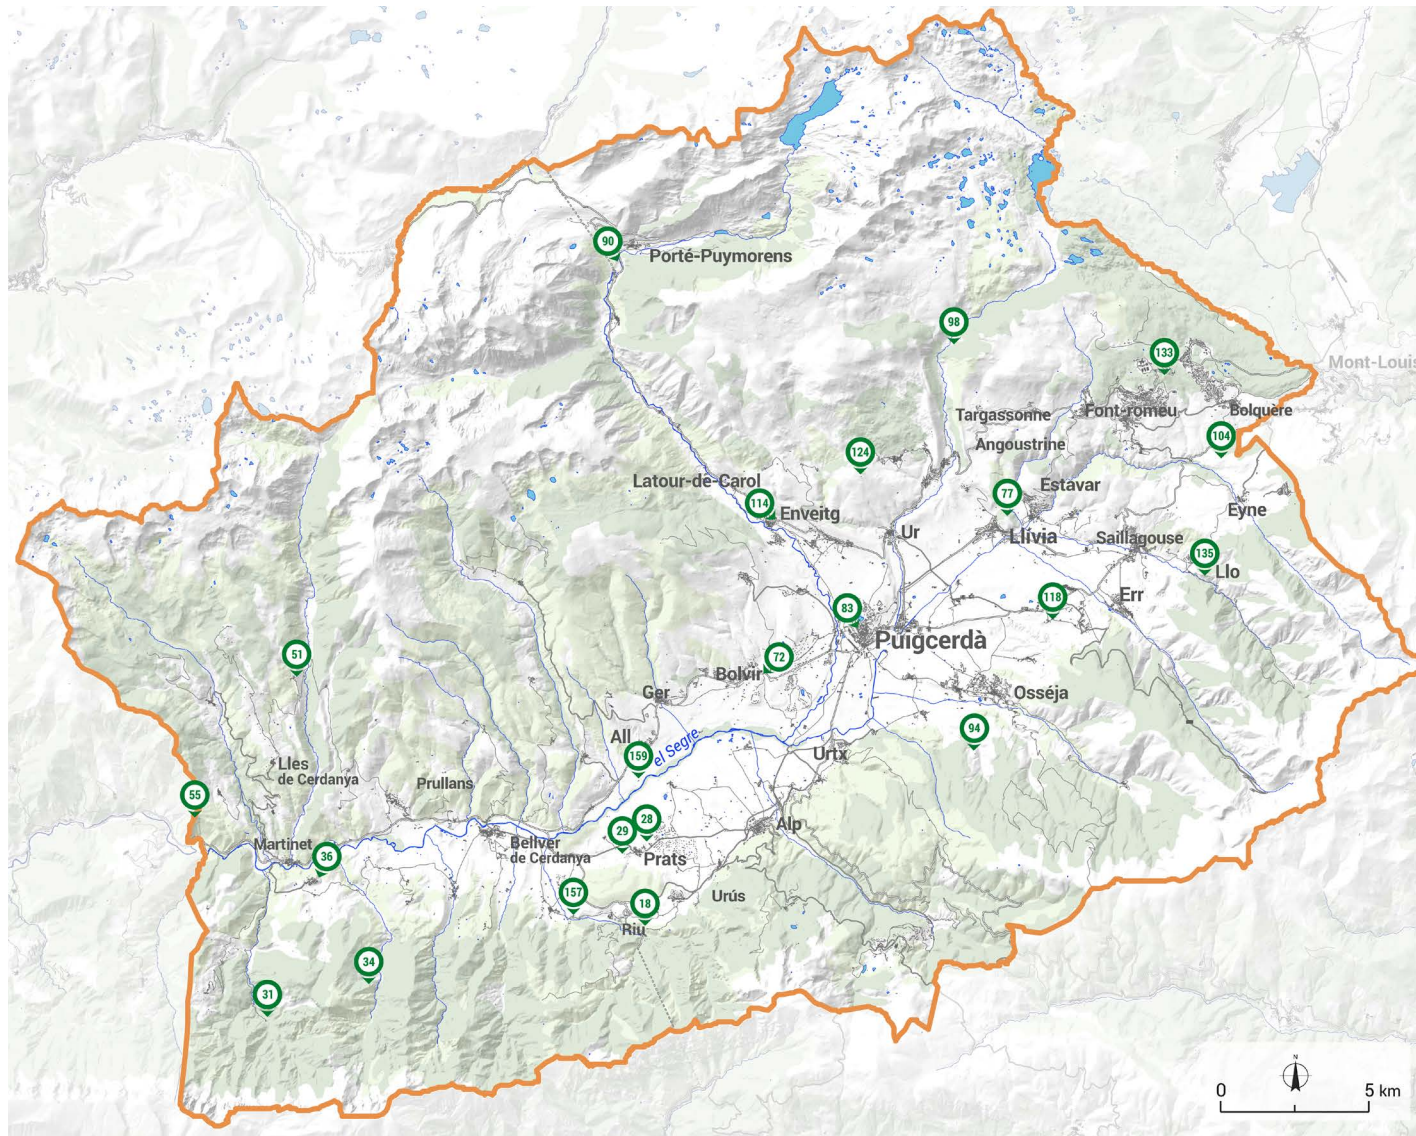 90
Porté-Puymorens
98
133
Mont-Louis
Targassonne
Font-romeu
Bolquère
104
Angoustrine
124
Latour-de-Carol
77
Estavar
114
Enveitg
Eyne
Ur
Llívia
Saillagouse
135
Llo
118
Err
83
Puigcerdà
51
72
Bolvir
Ger
Osséja
94
All
el Segre
159
Urtx
Lles
de Cerdanya
Prullans
55
28
29
Alp
Martinet
36
Bellver
de Cerdanya
Prats
157
18
Urús
Riu
34
31
N
0
5 km